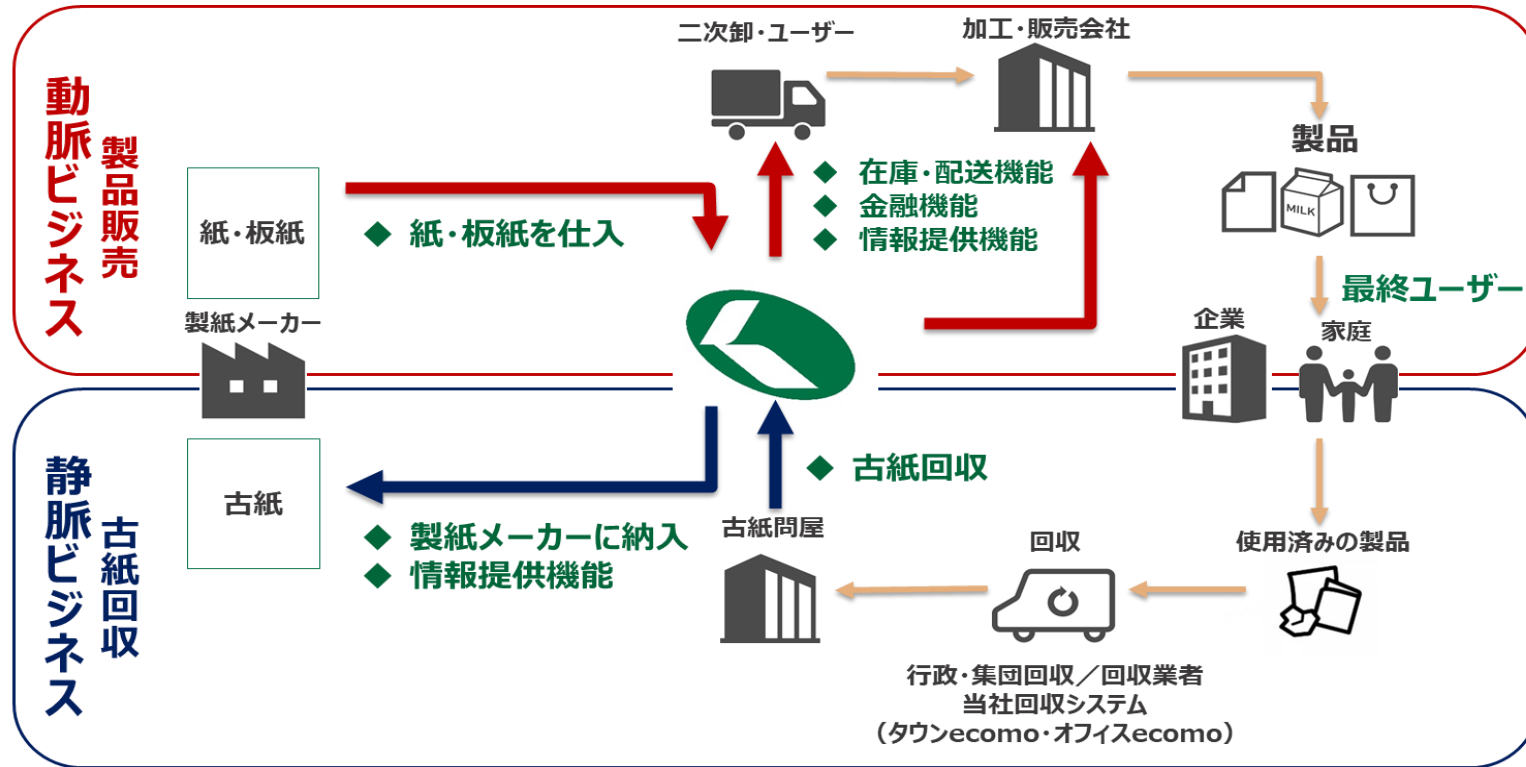 動脈ビジネス
製品販売
紙・板紙
製紙メーカー
◆ 紙・板紙を仕入
二次卸・ユーザー
加工・販売会社
◆ 在庫・配送機能
◆ 金融機能
◆ 情報提供機能
製品
MILK
最終ユーザー
企業
家庭
静脈ビジネス
古紙回収
古紙
◆ 製紙メーカーに納入
◆ 情報提供機能
◆ 古紙回収
古紙問屋
回収
使用済みの製品
行政・集団回収／回収業者
当社回収システム
（タウンecomo・オフィスecomo）